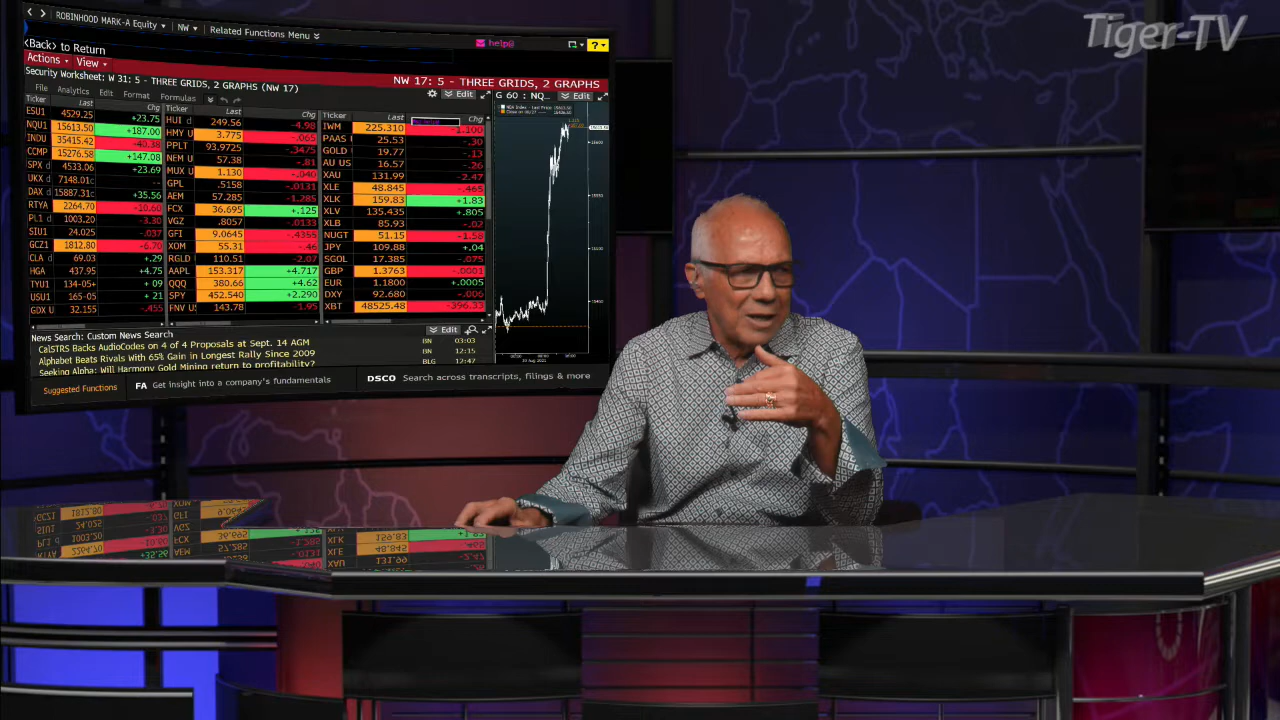 Tiger-TV
< > ROBINHOOD MARK-A Equity NW Related Functions Menu
help@
?
<Back> to Return
Actions View NW 17: 5 - THREE GRIDS, 2 GRAPHS
Security Worksheet: W 31: 5 - THREE GRIDS, 2 GRAPHS (NW 17)
File Analytics Edit Format Formulas Edit G 60 : NQ... Edit
Ticker Last Chg Ticker Last Chg Ticker Last Chg
ESU1 4529.25 +23.75 HUI d 249.56 -4.98 IWM 225.310 -1.100
NQU1 15613.50 +187.00 HMY U 3.775 -.065 PAAS 25.53 -.30
INDU 35415.42 -40.38 PPLT 93.9725 -.3475 GOLD 19.77 -.13
CCMP 15276.58 +147.08 NEM U 57.38 -.81 AU US 16.57 -.26
SPX d 4533.06 +23.69 MUX U 1.130 -.040 XAU 131.99 -2.47
UKX d 7148.01c -- GPL .5158 -.0131 XLE 48.845 -.465
DAX d 15887.31c +35.56 AEM 57.285 -1.285 XLK 159.83 +1.83
RTYA 2264.70 -10.60 FCX 36.695 +.125 XLV 135.435 +.805
PL1 d 1003.20 -3.30 VGZ .8057 -.0133 XLB 85.93 -.02
SIU1 24.025 -.037 GFI 9.0645 -.4355 NUGT 51.15 -1.58
GCZ1 1812.80 -6.70 XOM 55.31 -.46 JPY 109.88 +.04
CLA d 69.03 +.29 RGLD 110.51 -2.07 SGOL 17.385 -.075
HGA 437.95 +4.75 AAPL 153.317 +4.717 GBP 1.3763 -.0001
TYU1 134-05+ + 09 QQQ 380.66 +4.62 EUR 1.1800 +.0005
USU1 165-05 + 21 SPY 452.540 +2.290 DXY 92.680 -.006
GDX U 32.155 -.455 FNV US 143.78 -1.95 XBT 48525.48 -396.33
News Search: Custom News Search Edit
CalSTRS Backs AudioCodes on 4 of 4 Proposals at Sept. 14 AGM BN 03:03
Alphabet Beats Rivals With 65% Gain in Longest Rally Since 2009 BN 12:15
Seeking Alpha: Will Harmony Gold Mining return to profitability? BLG 12:47
Suggested Functions FA Get insight into a company's fundamentals DSCO Search across transcripts, filings & more